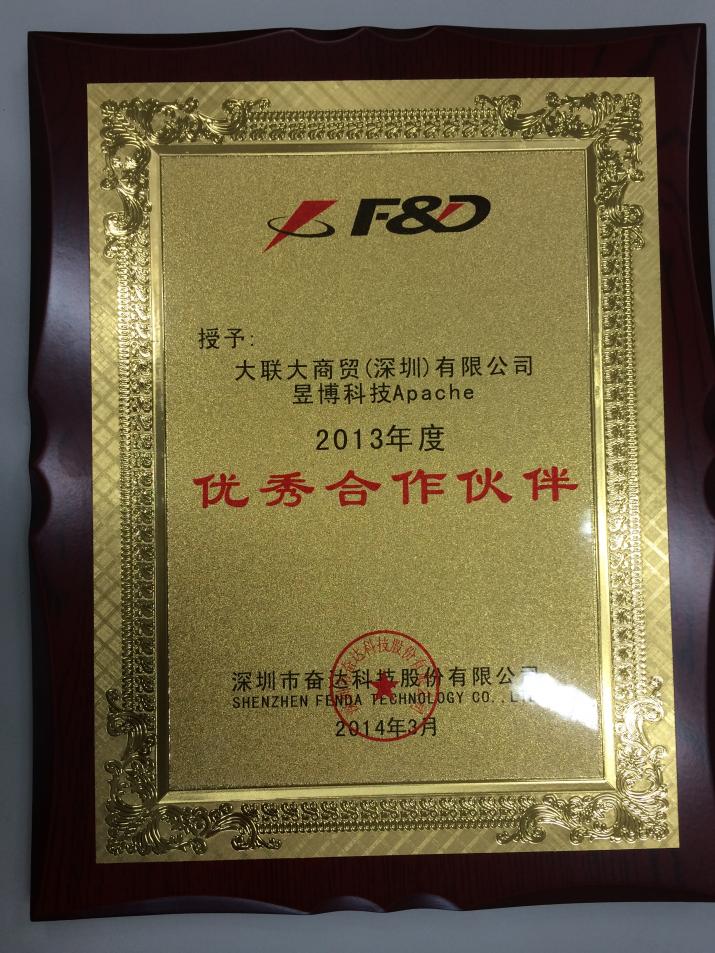 F&D
授予:
大联大商贸(深圳)有限公司
昱博科技Apache
2013年度
优秀合作伙伴
深圳市奋达科技股份有限公司
SHENZHEN FENDA TECHNOLOGY CO.,LTD
2014年3月